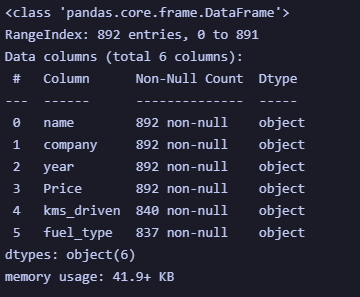 <class 'pandas.core.frame.DataFrame'>
RangeIndex: 892 entries, 0 to 891
Data columns (total 6 columns):
 #   Column      Non-Null Count  Dtype
---  ------      --------------  -----
 0   name        892 non-null    object
 1   company     892 non-null    object
 2   year        892 non-null    object
 3   Price       892 non-null    object
 4   kms_driven  840 non-null    object
 5   fuel_type   837 non-null    object
dtypes: object(6)
memory usage: 41.9+ KB